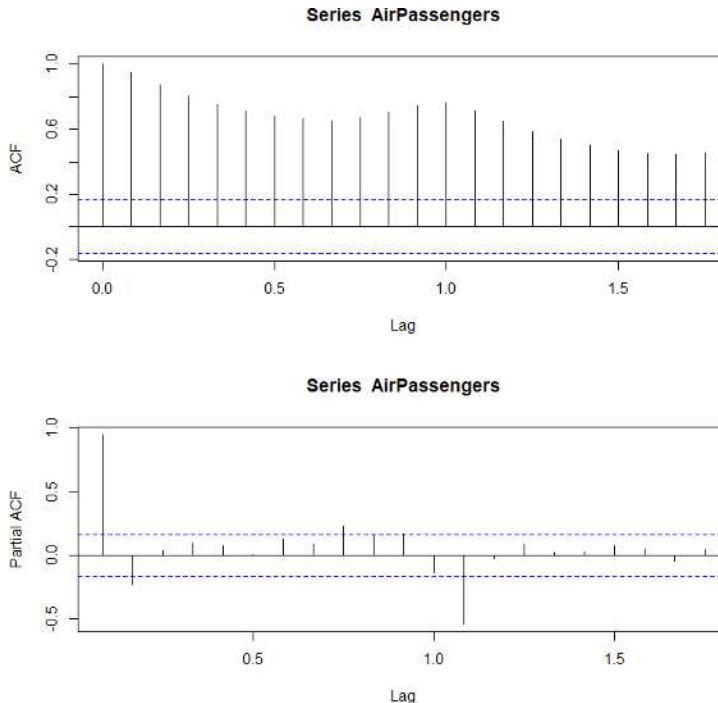 Series AirPassengers
1.0
0.6
0.2
-0.2
ACF
0.0 0.5 1.0 1.5
Lag
Series AirPassengers
1.0
0.5
0.0
-0.5
Partial ACF
0.5 1.0 1.5
Lag